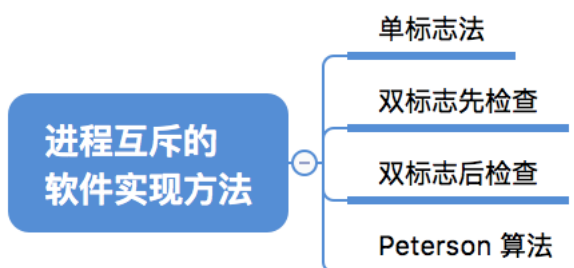 进程互斥的
软件实现方法
单标志法
双标志先检查
双标志后检查
Peterson 算法